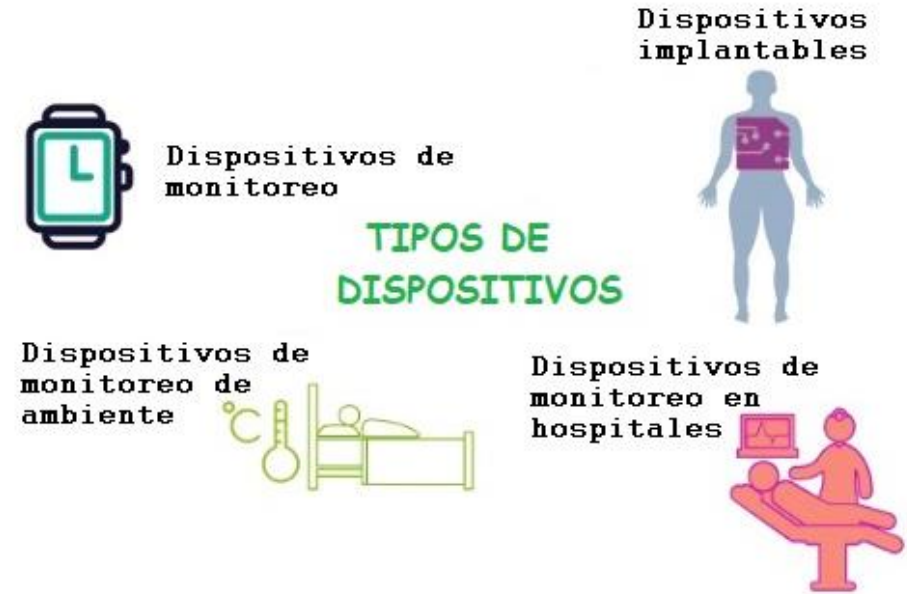 Dispositivos
implantables
Dispositivos de
monitoreo
TIPOS DE
DISPOSITIVOS
Dispositivos de
monitoreo de
ambiente
°C
Dispositivos de
monitoreo en
hospitales